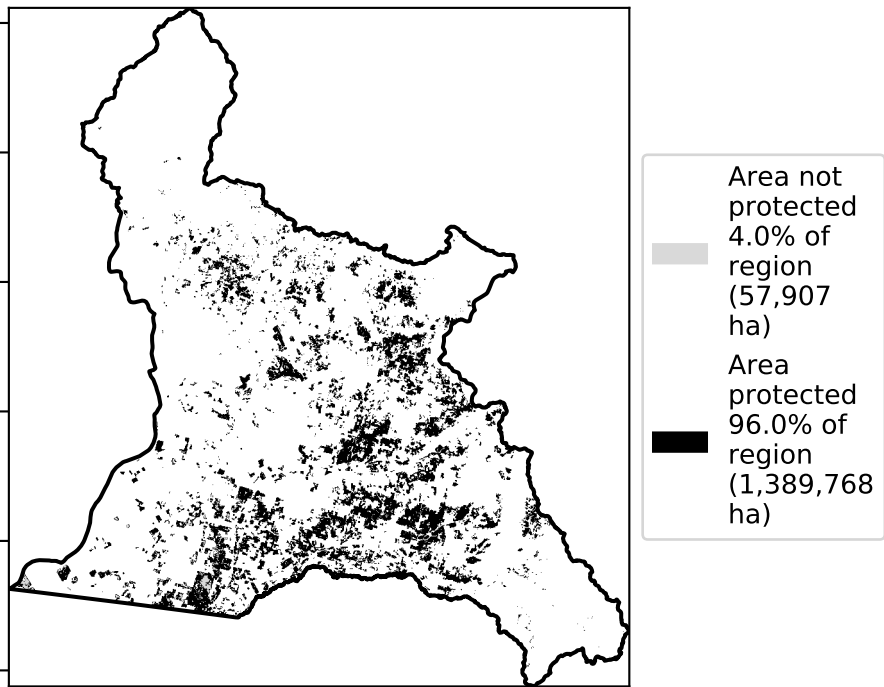 Area not
protected
4.0% of
region
(57,907
ha)
Area
protected
96.0% of
region
(1,389,768
ha)